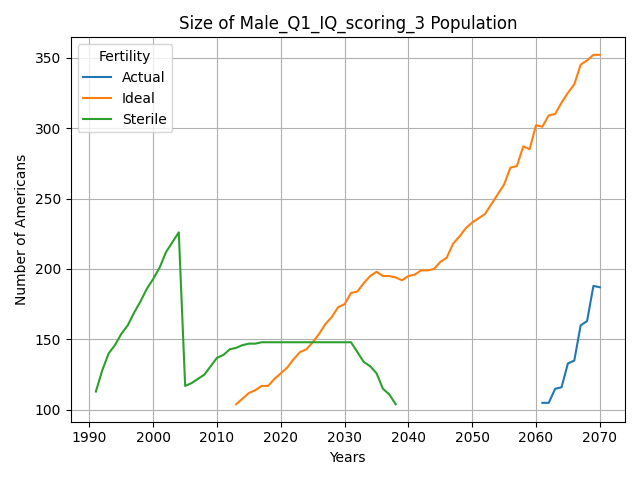 Size of Male_Q1_IQ_scoring_3 Population
Fertility
Actual
Ideal
Sterile
Number of Americans
350
300
250
200
150
100
1990 2000 2010 2020 2030 2040 2050 2060 2070
Years